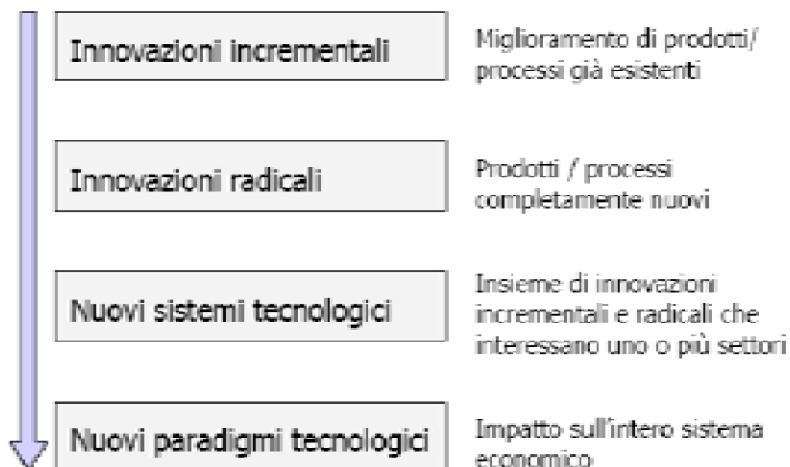 Innovazioni incrementali
Miglioramento di prodotti/
processi già esistenti
Innovazioni radicali
Prodotti / processi
completamente nuovi
Nuovi sistemi tecnologici
Insieme di innovazioni
incrementali e radicali che
interessano uno o più settori
Nuovi paradigmi tecnologici
Impatto sull'intero sistema
economico